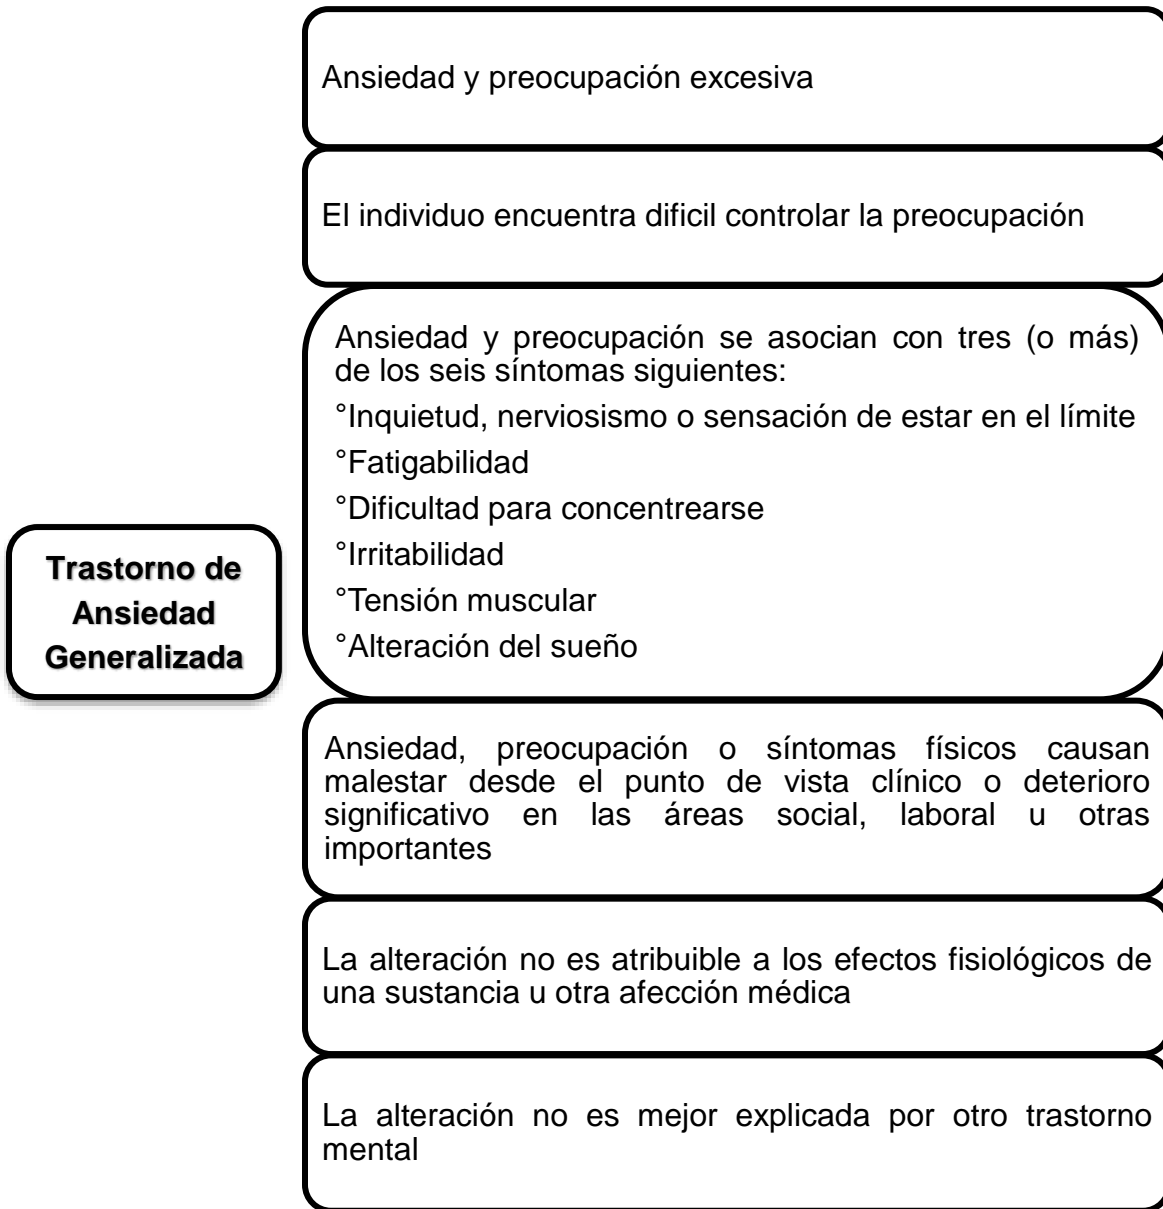 Ansiedad y preocupación excesiva
El individuo encuentra dificil controlar la preocupación
Ansiedad y preocupación se asocian con tres (o más)
de los seis síntomas siguientes:
°Inquietud, nerviosismo o sensación de estar en el límite
°Fatigabilidad
°Dificultad para concentrearse
°Irritabilidad
°Tensión muscular
°Alteración del sueño
Trastorno de
Ansiedad
Generalizada
Ansiedad, preocupación o síntomas físicos causan
malestar desde el punto de vista clínico o deterioro
significativo en las áreas social, laboral u otras
importantes
La alteración no es atribuible a los efectos fisiológicos de
una sustancia u otra afección médica
La alteración no es mejor explicada por otro trastorno
mental